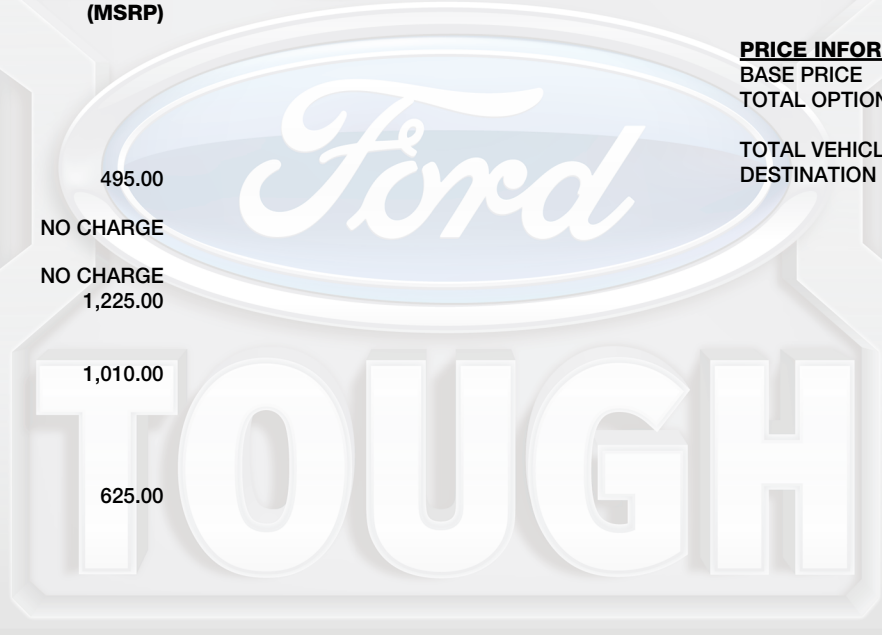 (MSRP)
495.00
NO CHARGE
NO CHARGE
1,225.00
1,010.00
625.00
PRICE INFOR
BASE PRICE
TOTAL OPTION
TOTAL VEHICL
DESTINATION
Ford
TOUGH